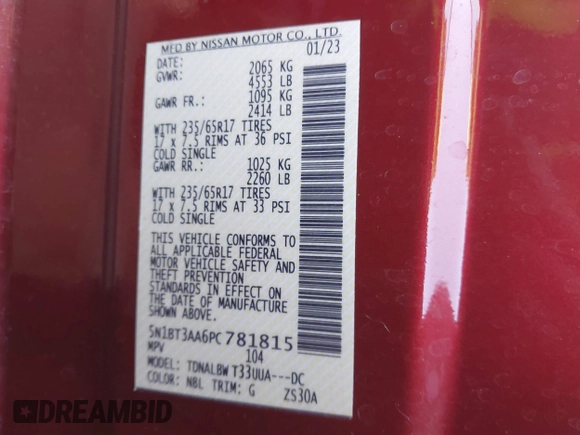 MFD BY NISSAN MOTOR CO., LTD.
DATE: 01/23
GVWR: 2065 KG
4553 LB
GAWR FR.: 1095 KG
2414 LB
WITH 235/65R17 TIRES
17 x 7.5 RIMS AT 36 PSI
COLD SINGLE
GAWR RR.: 1025 KG
2260 LB
WITH 235/65R17 TIRES
17 x 7.5 RIMS AT 33 PSI
COLD SINGLE
THIS VEHICLE CONFORMS TO
ALL APPLICABLE FEDERAL
MOTOR VEHICLE SAFETY AND
THEFT PREVENTION
STANDARDS IN EFFECT ON
THE DATE OF MANUFACTURE
SHOWN ABOVE.
5N1BT3AA6PC781815
MPV 104
MODEL: TDNALBW T33UUA---DC
COLOR: NBL TRIM: G ZS30A
DREAMBID